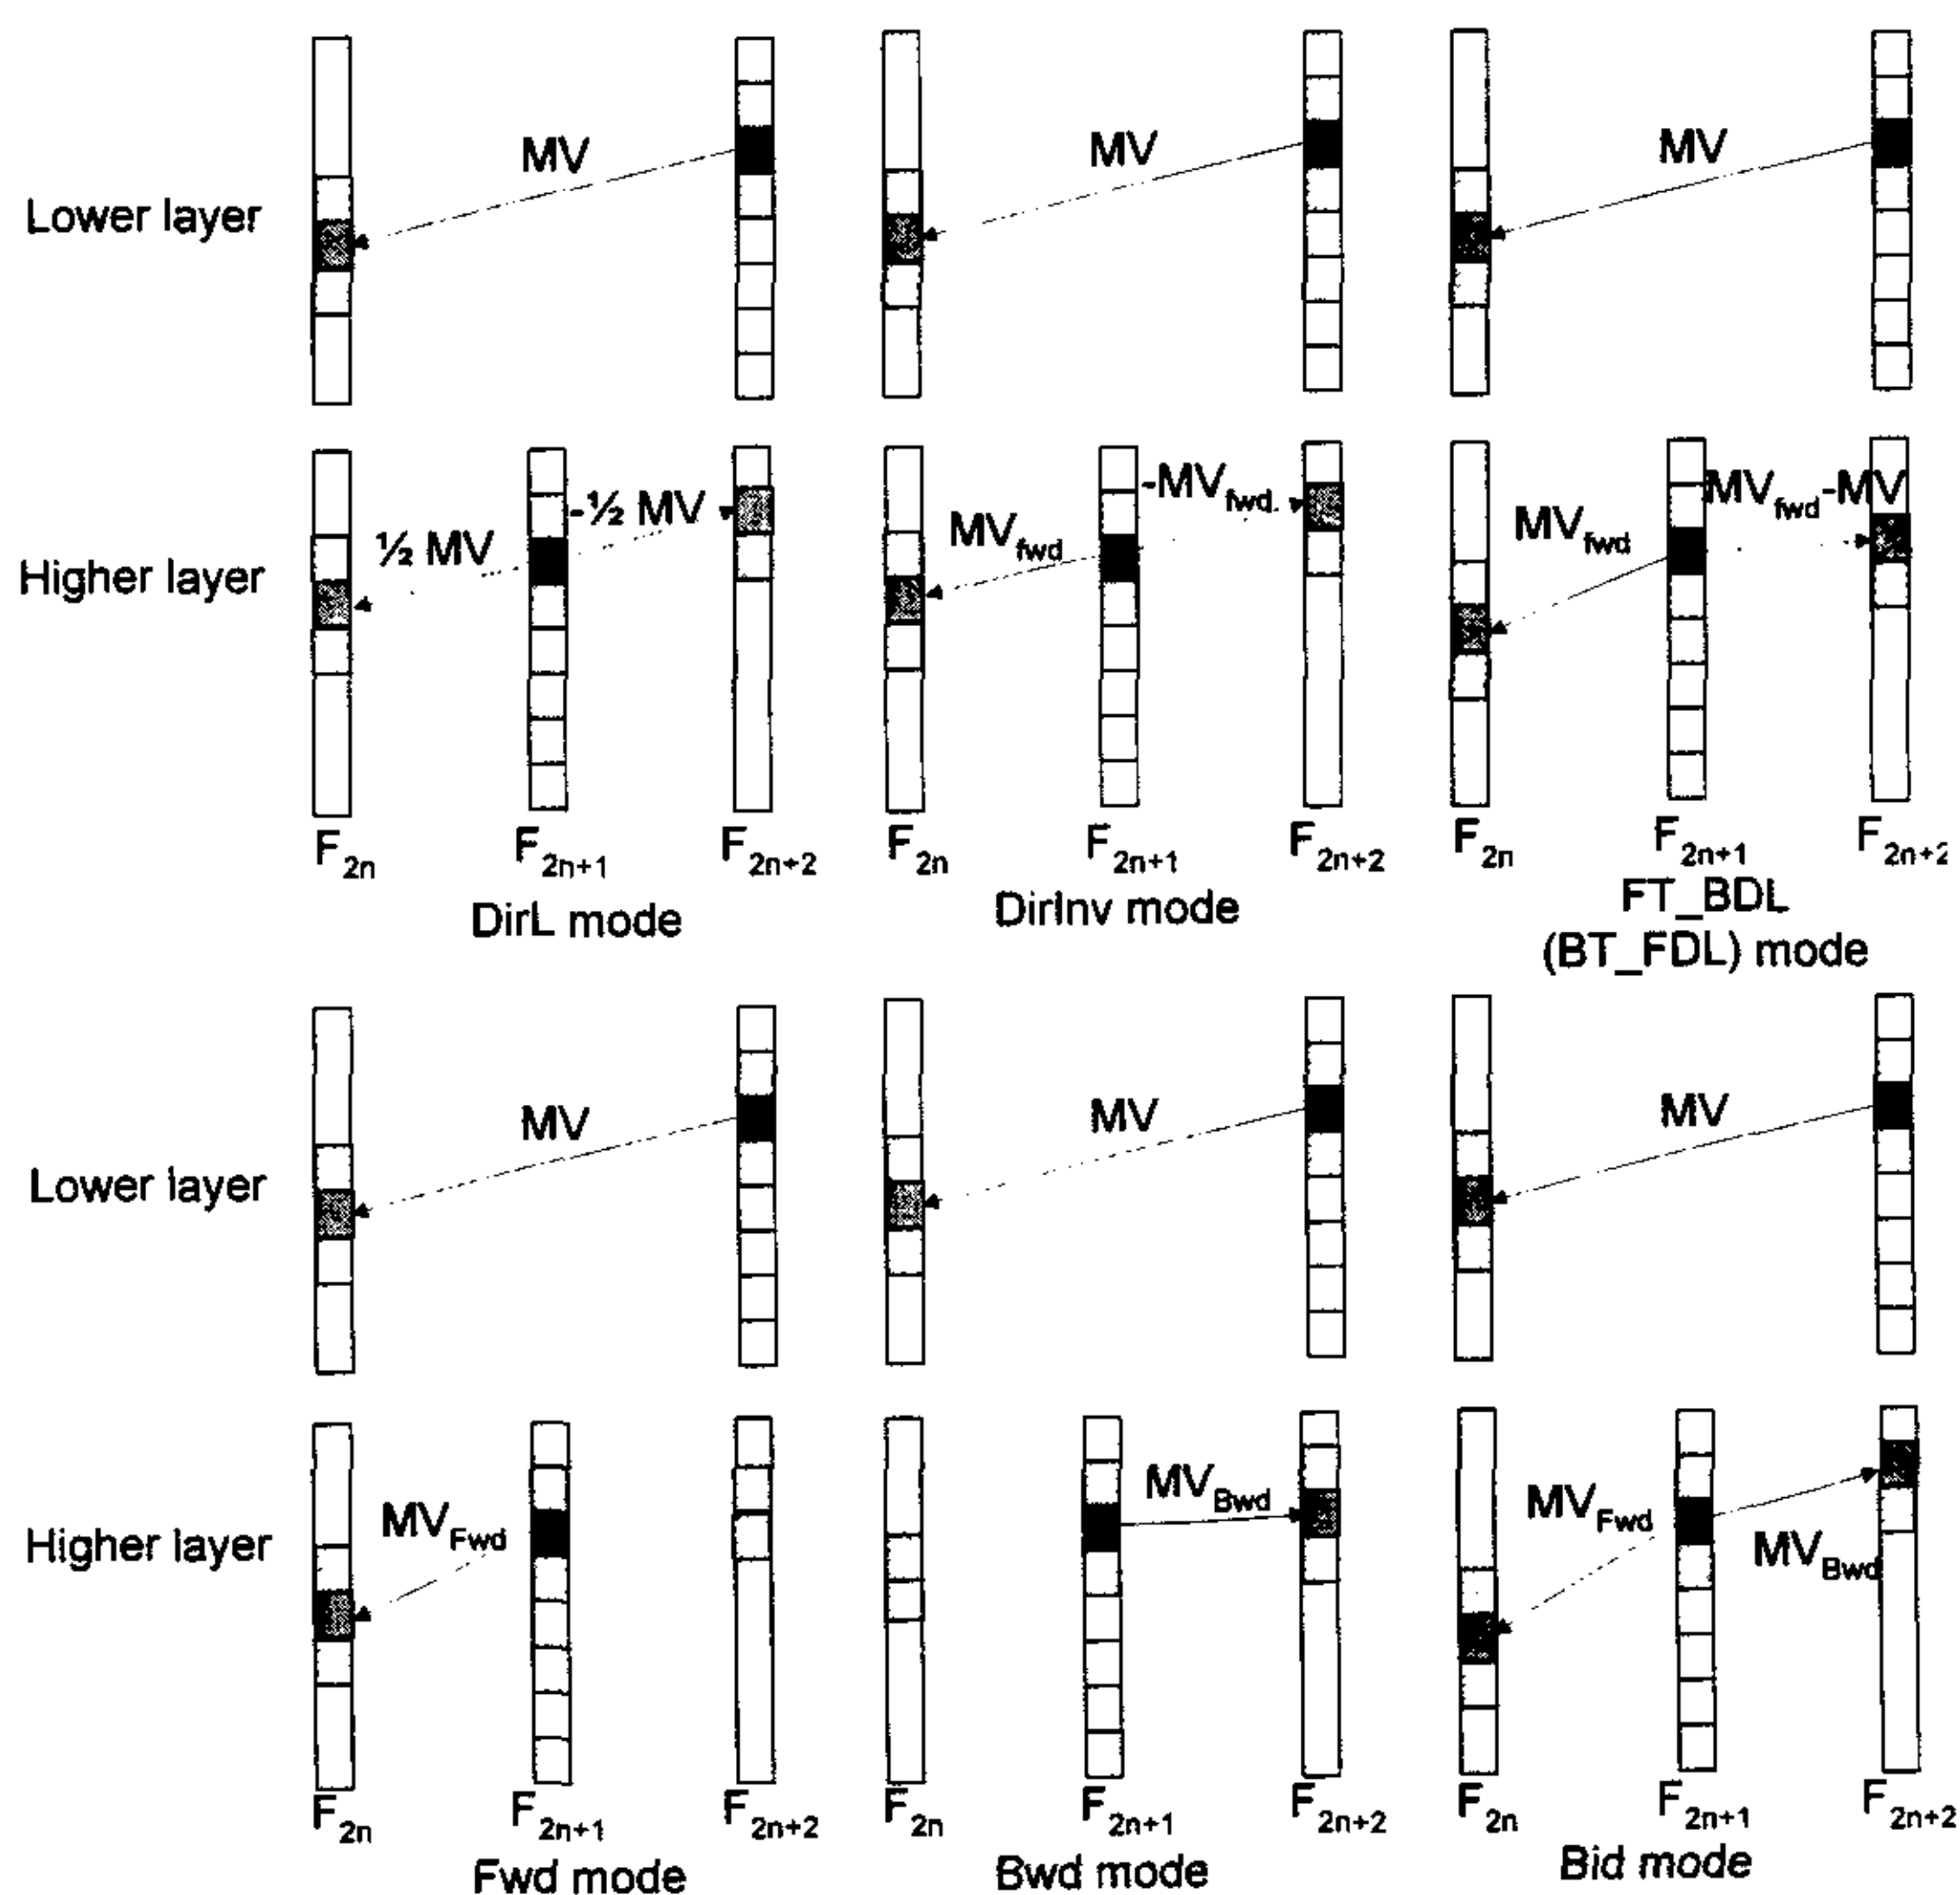 MV MV MV
Lower layer
-½ MV -MVfwd MVfwd-MV
½ MV MVfwd MVfwd
Higher layer
F2n F2n+1 F2n+2 F2n F2n+1 F2n+2 F2n F2n+1 F2n+2
DirL mode DirInv mode FT_BDL
(BT_FDL) mode
MV MV MV
Lower layer
MVFwd MVBwd MVFwd
Higher layer MVBwd
F2n F2n+1 F2n+2 F2n F2n+1 F2n+2 F2n F2n+1 F2n+2
Fwd mode Bwd mode Bid mode